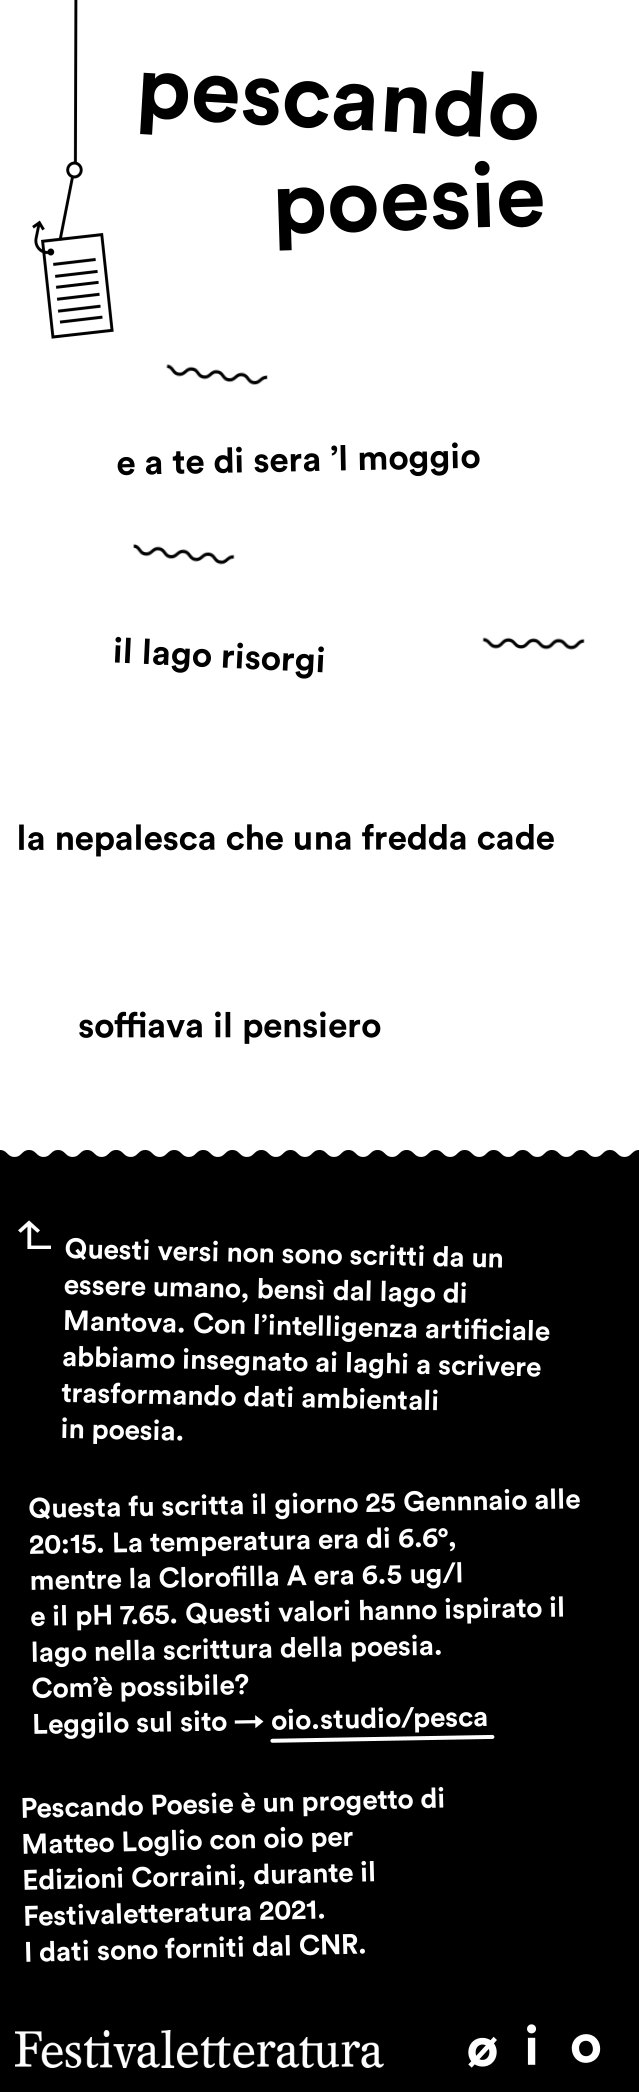 pescando
poesie
e a te di sera ’l moggio
il lago risorgi
la nepalesca che una fredda cade
soffiava il pensiero
Questi versi non sono scritti da un
essere umano, bensì dal lago di
Mantova. Con l’intelligenza artificiale
abbiamo insegnato ai laghi a scrivere
trasformando dati ambientali
in poesia.
Questa fu scritta il giorno 25 Gennnaio alle
20:15. La temperatura era di 6.6°,
mentre la Clorofilla A era 6.5 ug/l
e il pH 7.65. Questi valori hanno ispirato il
lago nella scrittura della poesia.
Com’è possibile?
Leggilo sul sito → oio.studio/pesca
Pescando Poesie è un progetto di
Matteo Loglio con oio per
Edizioni Corraini, durante il
Festivaletteratura 2021.
I dati sono forniti dal CNR.
Festivaletteratura ø i o